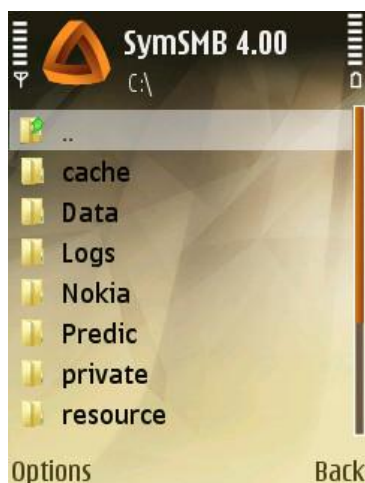 SymSMB 4.00
C:\
..
cache
Data
Logs
Nokia
Predic
private
resource
Options Back